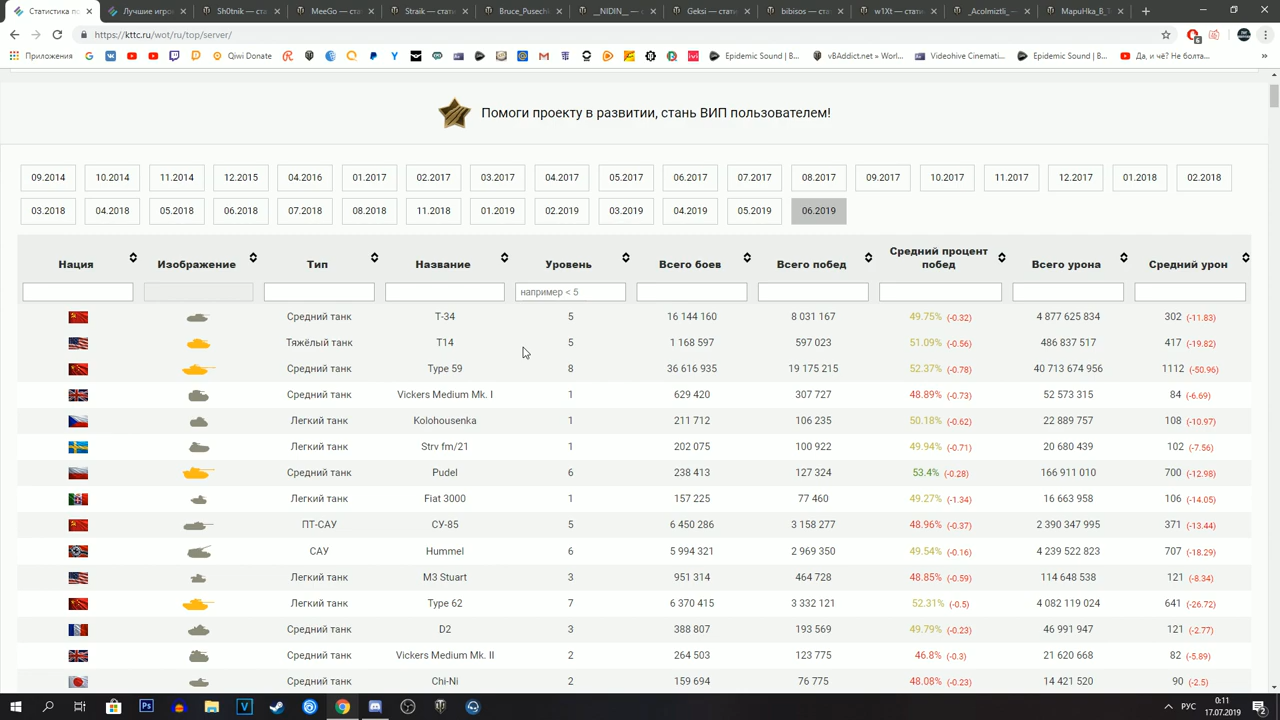 Статистика по
Лучшие игрок
Sh0tnik — стати
MeeGo — стати
Straik — стати
Bruce_Pusechk
__NIDIN__ — ст
Geksi — статис
bibisos — стати
w1Xt — статис
_Acolmiztli_ —
MapuHka_B_T
https://kttc.ru/wot/ru/top/server/
Приложения Qiwi Donate Epidemic Sound | B... vBAddict.net » Worl... Videohive Cinemati... Epidemic Sound | B... Да, и чё? Не болта... »
Помоги проекту в развитии, стань ВИП пользователем!
09.2014 10.2014 11.2014 12.2015 04.2016 01.2017 02.2017 03.2017 04.2017 05.2017 06.2017 07.2017 08.2017 09.2017 10.2017 11.2017 12.2017 01.2018 02.2018
03.2018 04.2018 05.2018 06.2018 07.2018 08.2018 11.2018 01.2019 02.2019 03.2019 04.2019 05.2019 06.2019
Нация Изображение Тип Название Уровень Всего боев Всего побед Средний процент побед Всего урона Средний урон
например < 5
Средний танк Т-34 5 16 144 160 8 031 167 49.75% (-0.32) 4 877 625 834 302 (-11.83)
Тяжёлый танк T14 5 1 168 597 597 023 51.09% (-0.56) 486 837 517 417 (-19.82)
Средний танк Type 59 8 36 616 935 19 175 215 52.37% (-0.78) 40 713 674 956 1112 (-50.96)
Средний танк Vickers Medium Mk. I 1 629 420 307 727 48.89% (-0.73) 52 573 315 84 (-6.69)
Легкий танк Kolohousenka 1 211 712 106 235 50.18% (-0.62) 22 889 757 108 (-10.97)
Легкий танк Strv fm/21 1 202 075 100 922 49.94% (-0.71) 20 680 439 102 (-7.56)
Средний танк Pudel 6 238 413 127 324 53.4% (-0.28) 166 911 010 700 (-12.98)
Легкий танк Fiat 3000 1 157 225 77 460 49.27% (-1.34) 16 663 958 106 (-14.05)
ПТ-САУ СУ-85 5 6 450 286 3 158 277 48.96% (-0.37) 2 390 347 995 371 (-13.44)
САУ Hummel 6 5 994 321 2 969 350 49.54% (-0.16) 4 239 522 823 707 (-18.29)
Легкий танк M3 Stuart 3 951 314 464 728 48.85% (-0.59) 114 648 538 121 (-8.34)
Легкий танк Type 62 7 6 370 415 3 332 121 52.31% (-0.5) 4 082 119 024 641 (-26.72)
Средний танк D2 3 388 807 193 569 49.79% (-0.23) 46 991 947 121 (-2.77)
Средний танк Vickers Medium Mk. II 2 264 503 123 775 46.8% (-0.3) 21 620 668 82 (-5.89)
Средний танк Chi-Ni 2 159 694 76 775 48.08% (-0.23) 14 421 520 90 (-2.5)
РУС
0:11
17.07.2019